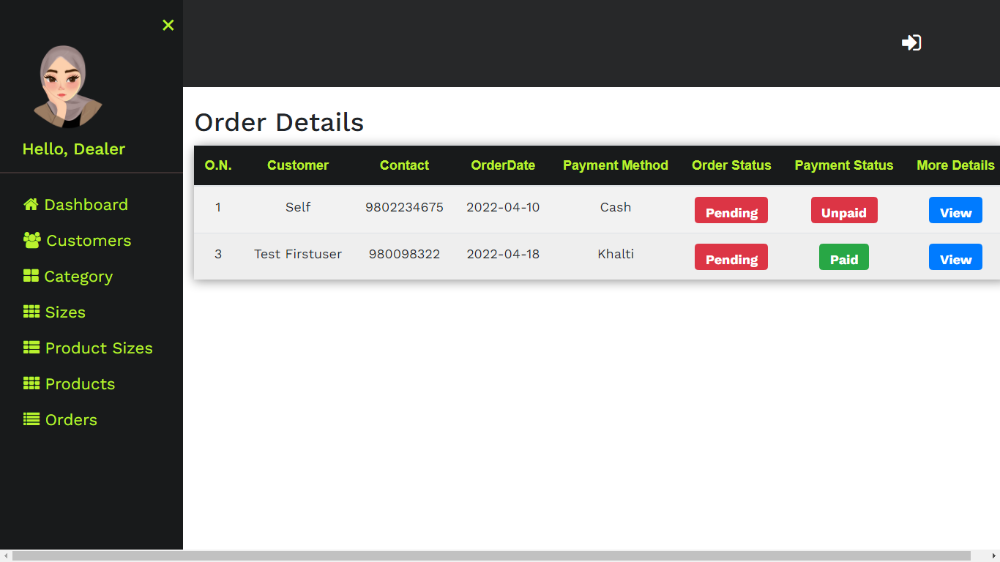 Hello, Dealer
Dashboard
Customers
Category
Sizes
Product Sizes
Products
Orders
Order Details
O.N. Customer Contact OrderDate Payment Method Order Status Payment Status More Details
1 Self 9802234675 2022-04-10 Cash Pending Unpaid View
3 Test Firstuser 980098322 2022-04-18 Khalti Pending Paid View